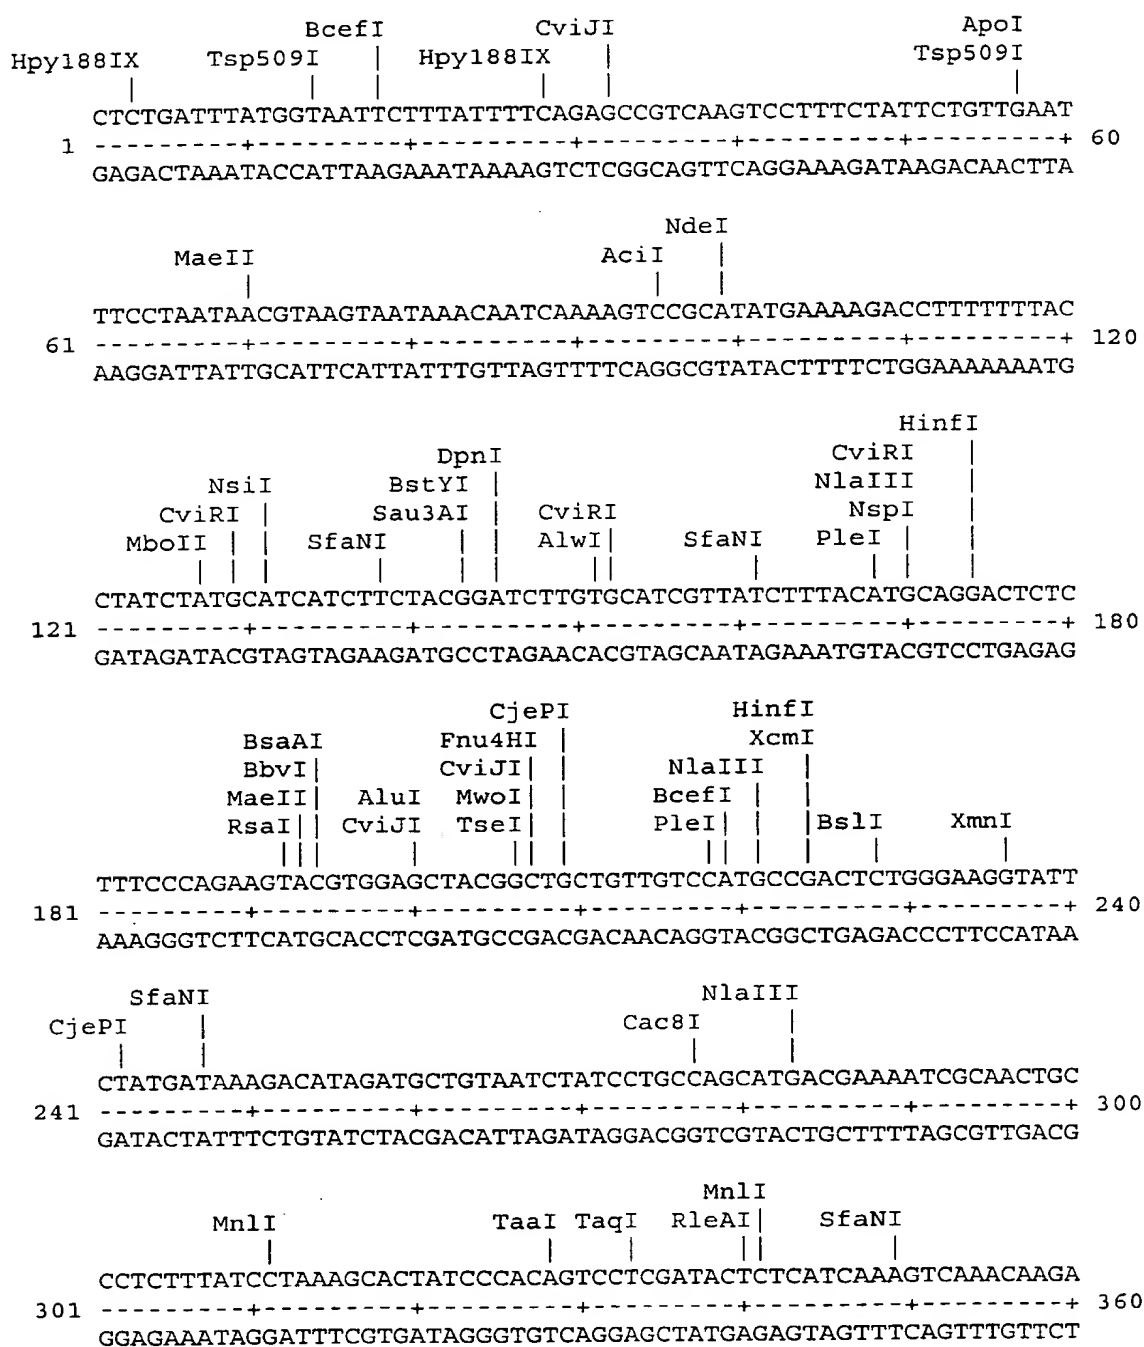 BcefI CviJI ApoI
Hpy188IX Tsp509I | Hpy188IX | Tsp509I
| | | | | |
CTCTGATTTATGGTAATTCTTTATTTTCAGAGCCGTCAAGTCCTTTCTATTCTGTTGAAT
1 ---------+---------+---------+---------+---------+---------+ 60
GAGACTAAATACCATTAAGAAATAAAAGTCTCGGCAGTTCAGGAAAGATAAGACAACTTA
NdeI
MaeII AciI |
| | |
TTCCTAATAACGTAAGTAATAAACAATCAAAAGTCCGCATATGAAAAGACCTTTTTTTAC
61 ---------+---------+---------+---------+---------+---------+ 120
AAGGATTATTGCATTCATTATTTGTTAGTTTTCAGGCGTATACTTTTCTGGAAAAAAATG
HinfI
DpnI CviRI |
NsiI BstYI | NlaIII |
CviRI | Sau3AI | CviRI NspI |
MboII | | SfaNI | | AlwI| SfaNI PleI | |
| | | | | | || | | | |
CTATCTATGCATCATCTTCTACGGATCTTGTGCATCGTTATCTTTACATGCAGGACTCTC
121 ---------+---------+---------+---------+---------+---------+ 180
GATAGATACGTAGTAGAAGATGCCTAGAACACGTAGCAATAGAAATGTACGTCCTGAGAG
CjePI HinfI
BsaAI Fnu4HI | XcmI
BbvI| CviJI| | NlaIII |
MaeII| AluI MwoI| | BcefI | |
RsaI|| CviJI TseI| | PleI| | | BslI XmnI
||| | || | || | | | |
TTTCCCAGAAGTACGTGGAGCTACGGCTGCTGTTGTCCATGCCGACTCTGGGAAGGTATT
181 ---------+---------+---------+---------+---------+---------+ 240
AAAGGGTCTTCATGCACCTCGATGCCGACGACAACAGGTACGGCTGAGACCCTTCCATAA
SfaNI NlaIII
CjePI | Cac8I |
| | | |
CTATGATAAAGACATAGATGCTGTAATCTATCCTGCCAGCATGACGAAAATCGCAACTGC
241 ---------+---------+---------+---------+---------+---------+ 300
GATACTATTTCTGTATCTACGACATTAGATAGGACGGTCGTACTGCTTTTAGCGTTGACG
MnlI
MnlI TaaI TaqI RleAI| SfaNI
| | | || |
CCTCTTTATCCTAAAGCACTATCCCACAGTCCTCGATACTCTCATCAAAGTCAAACAAGA
301 ---------+---------+---------+---------+---------+---------+ 360
GGAGAAATAGGATTTCGTGATAGGGTGTCAGGAGCTATGAGAGTAGTTTCAGTTTGTTCT